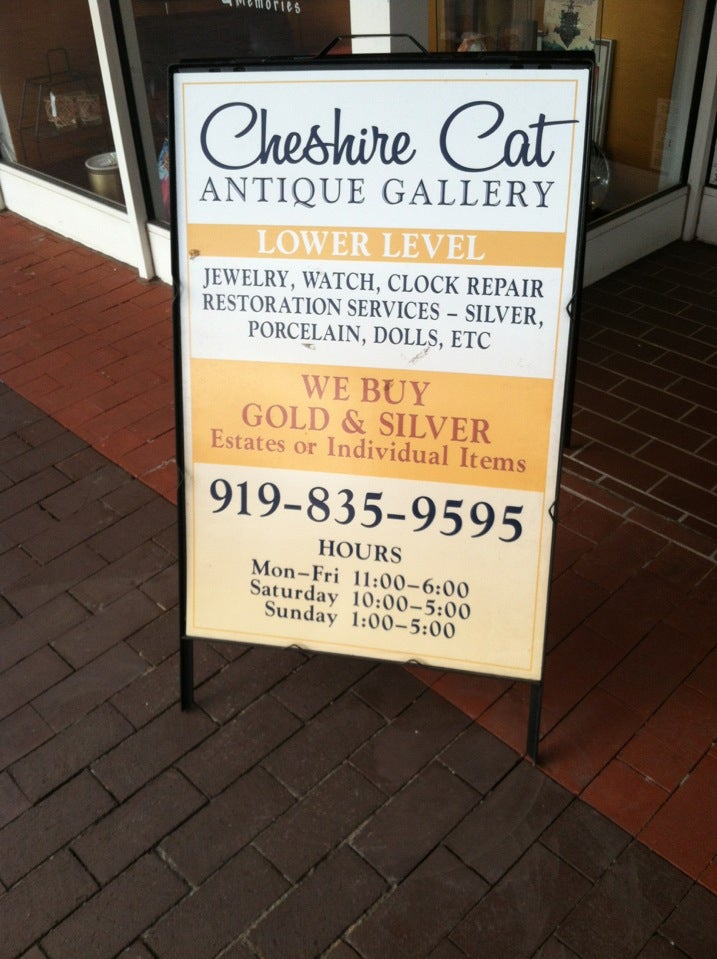 & Memories
Cheshire Cat
ANTIQUE GALLERY
LOWER LEVEL
JEWELRY, WATCH, CLOCK REPAIR
RESTORATION SERVICES – SILVER,
PORCELAIN, DOLLS, ETC
WE BUY
GOLD & SILVER
Estates or Individual Items
919-835-9595
HOURS
Mon–Fri 11:00–6:00
Saturday 10:00–5:00
Sunday 1:00–5:00